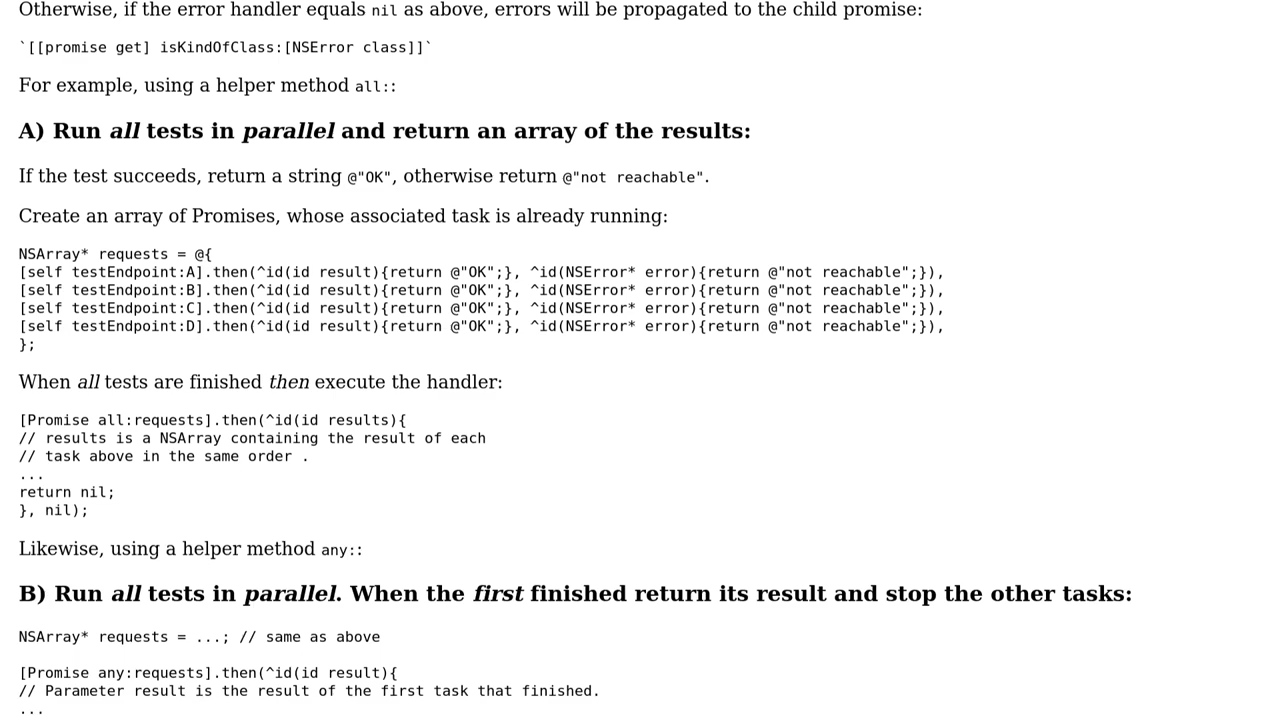 Otherwise, if the error handler equals nil as above, errors will be propagated to the child promise:
`[[promise get] isKindOfClass:[NSError class]]`
For example, using a helper method all::
A) Run all tests in parallel and return an array of the results:
If the test succeeds, return a string @"OK", otherwise return @"not reachable".
Create an array of Promises, whose associated task is already running:
NSArray* requests = @{
[self testEndpoint:A].then(^id(id result){return @"OK";}, ^id(NSError* error){return @"not reachable";}),
[self testEndpoint:B].then(^id(id result){return @"OK";}, ^id(NSError* error){return @"not reachable";}),
[self testEndpoint:C].then(^id(id result){return @"OK";}, ^id(NSError* error){return @"not reachable";}),
[self testEndpoint:D].then(^id(id result){return @"OK";}, ^id(NSError* error){return @"not reachable";}),
};
When all tests are finished then execute the handler:
[Promise all:requests].then(^id(id results){
// results is a NSArray containing the result of each
// task above in the same order .
...
return nil;
}, nil);
Likewise, using a helper method any::
B) Run all tests in parallel. When the first finished return its result and stop the other tasks:
NSArray* requests = ...; // same as above
[Promise any:requests].then(^id(id result){
// Parameter result is the result of the first task that finished.
...